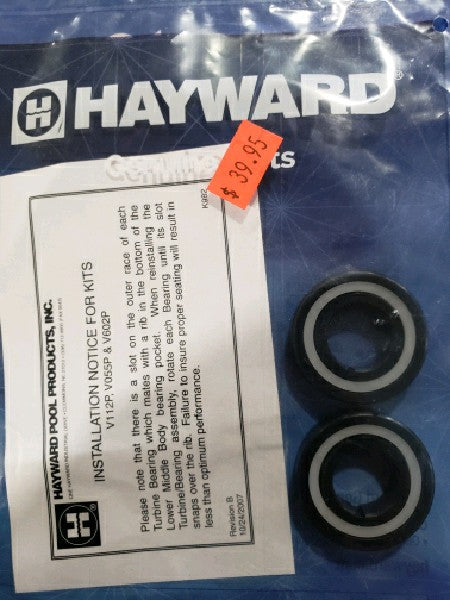 HAYWARD®
Genuine Parts
$ 39.95
HAYWARD POOL PRODUCTS, INC.
INSTALLATION NOTICE FOR KITS
V112P, V055P & V602P
Please note that there is a slot on the outer race of each
Turbine Bearing which mates with a rib in the bottom of the
Lower Middle Body bearing pocket. When reinstalling the
Turbine/Bearing assembly, rotate each Bearing until its slot
snaps over the rib. Failure to insure proper seating will result in
less than optimum performance.
Revision B
10/24/2007
K982